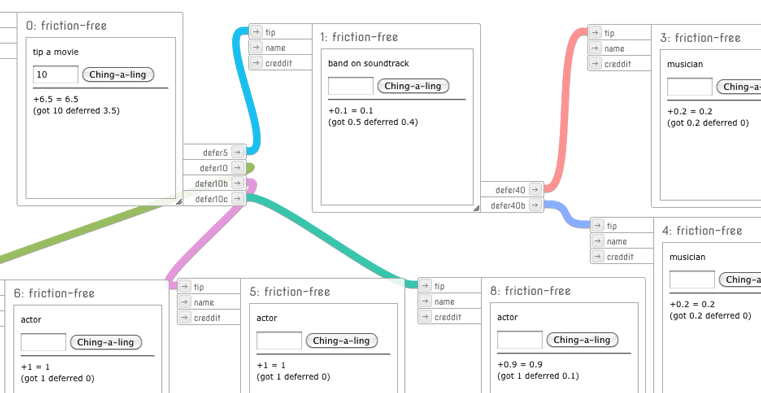 0: friction-free
tip a movie
10 Ching-a-ling
+6.5 = 6.5
(got 10 deferred 3.5)
defer5
defer10
defer10b
defer10c
tip
name
creddit
1: friction-free
band on soundtrack
Ching-a-ling
+0.1 = 0.1
(got 0.5 deferred 0.4)
defer40
defer40b
tip
name
creddit
3: friction-free
musician
Ching-a
+0.2 = 0.2
(got 0.2 deferred 0)
tip
name
creddit
4: friction-free
musician
Ching-a
+0.2 = 0.2
(got 0.2 deferred 0)
6: friction-free
actor
Ching-a-ling
+1 = 1
(got 1 deferred 0)
tip
name
creddit
5: friction-free
actor
Ching-a-ling
+1 = 1
(got 1 deferred 0)
tip
name
creddit
8: friction-free
actor
Ching-a-ling
+0.9 = 0.9
(got 1 deferred 0.1)